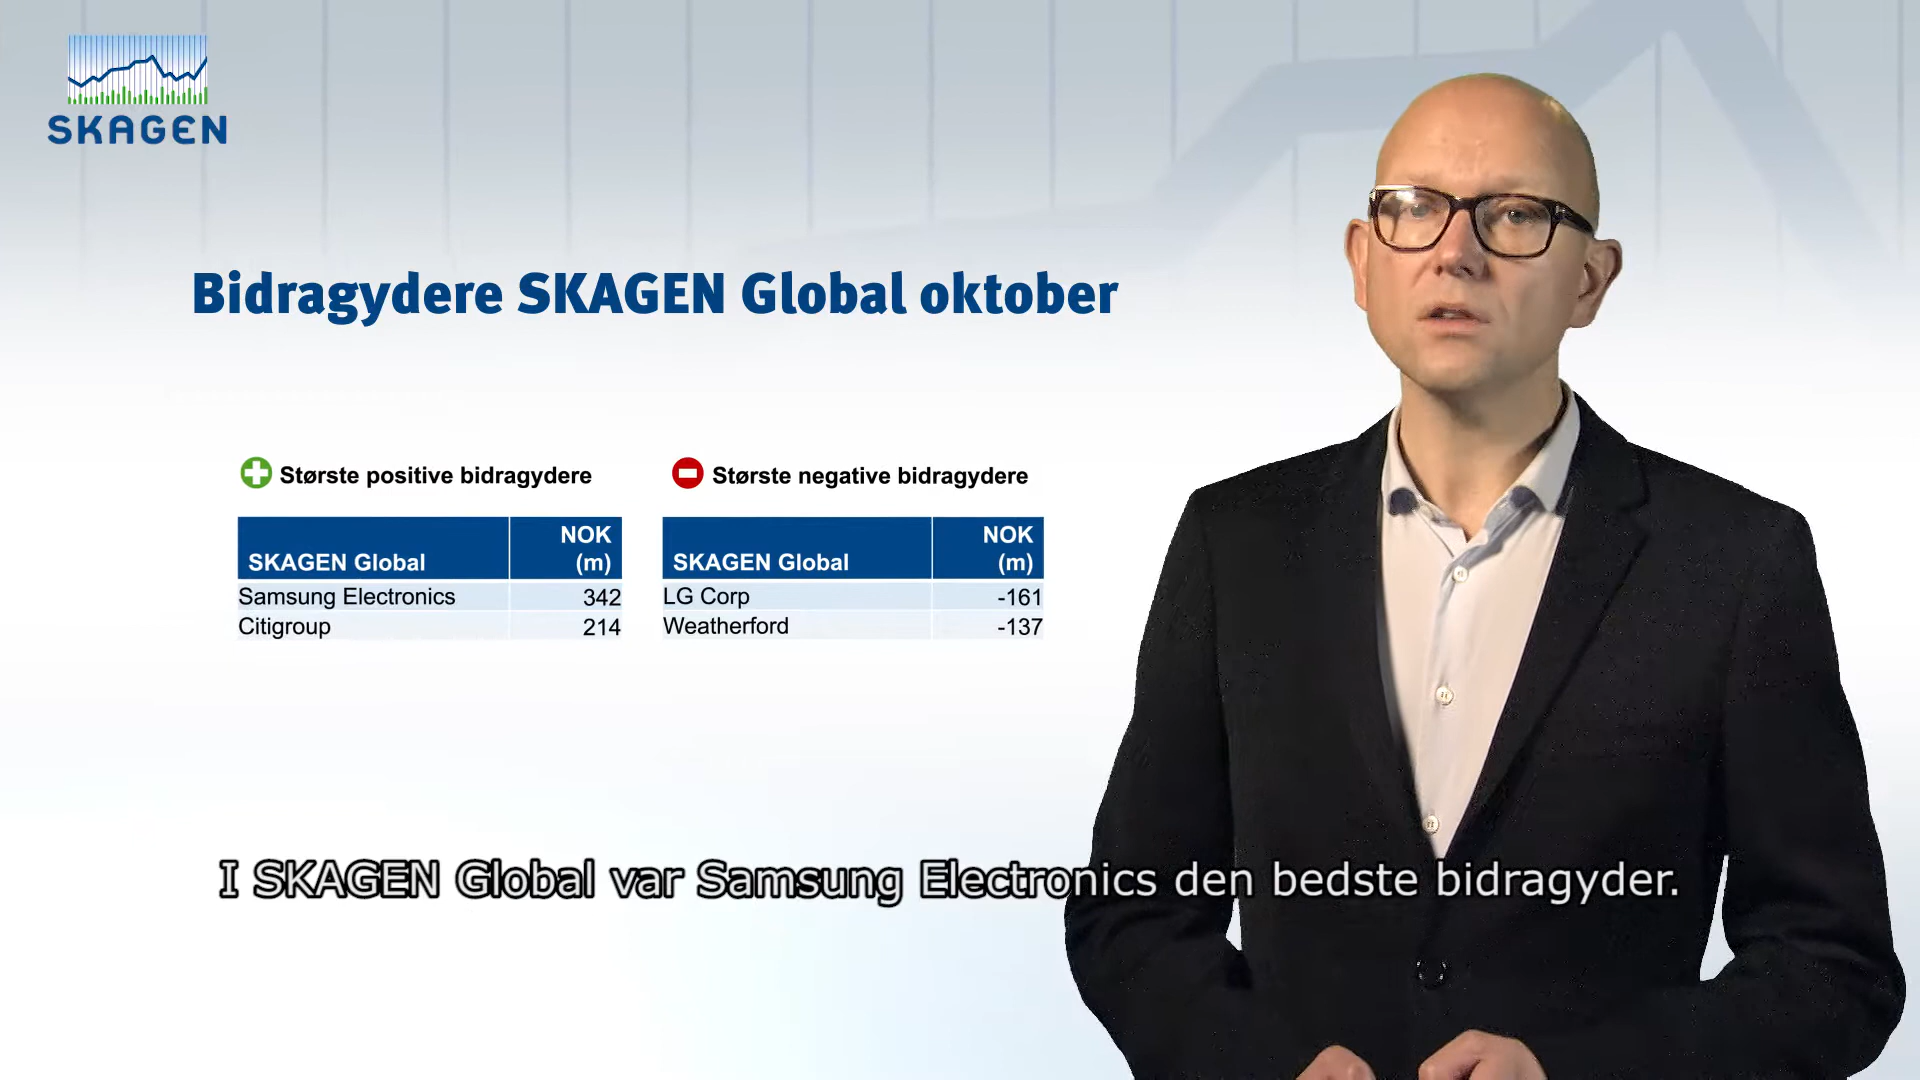 SKAGEN
Bidragydere SKAGEN Global oktober
Største positive bidragydere
SKAGEN Global NOK (m)
Samsung Electronics 342
Citigroup 214
Største negative bidragydere
SKAGEN Global NOK (m)
LG Corp -161
Weatherford -137
I SKAGEN Global var Samsung Electronics den bedste bidragyder.